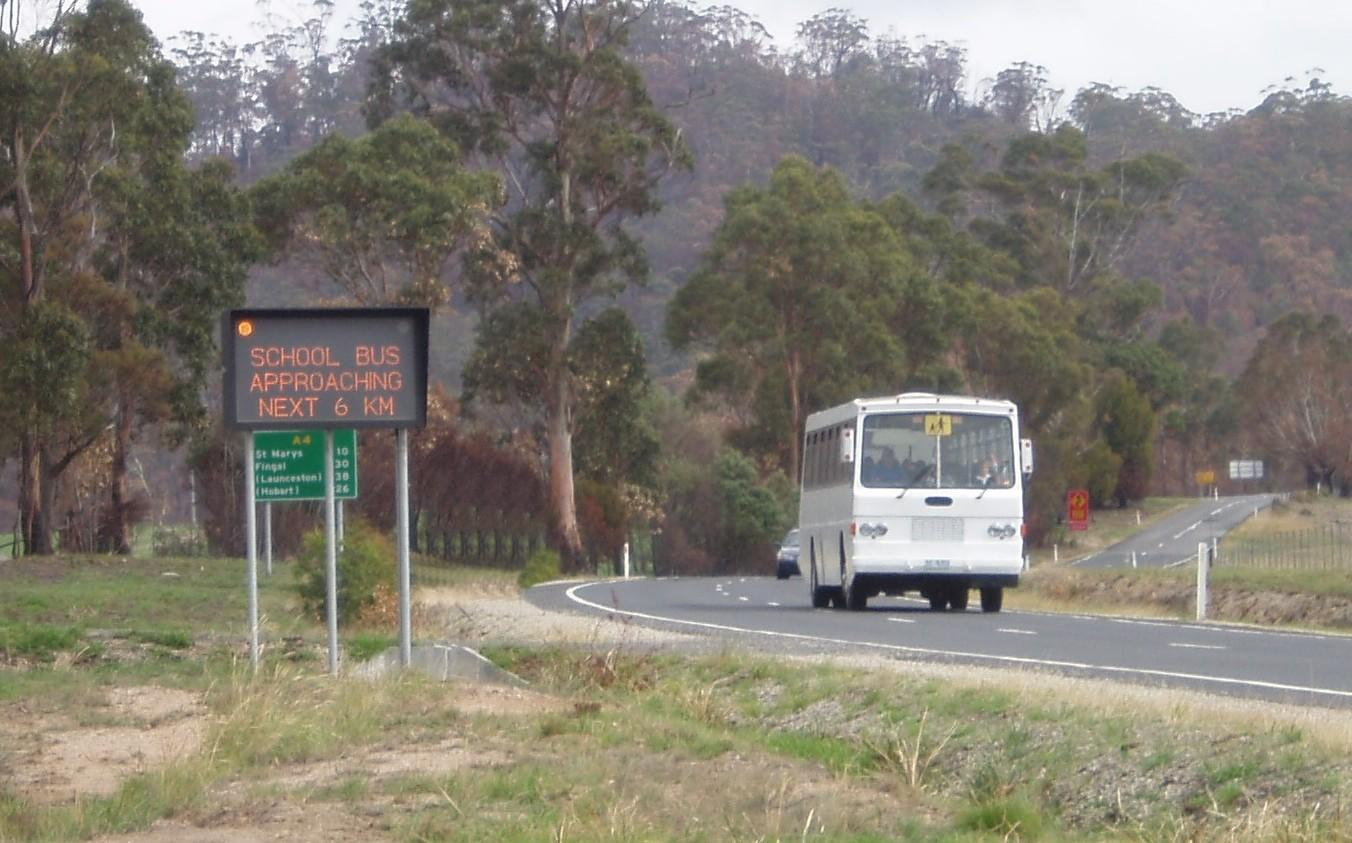 SCHOOL BUS
APPROACHING
NEXT 6 KM
A4
St Marys 10
Fingal 30
(Launceston) 38
(Hobart) 26